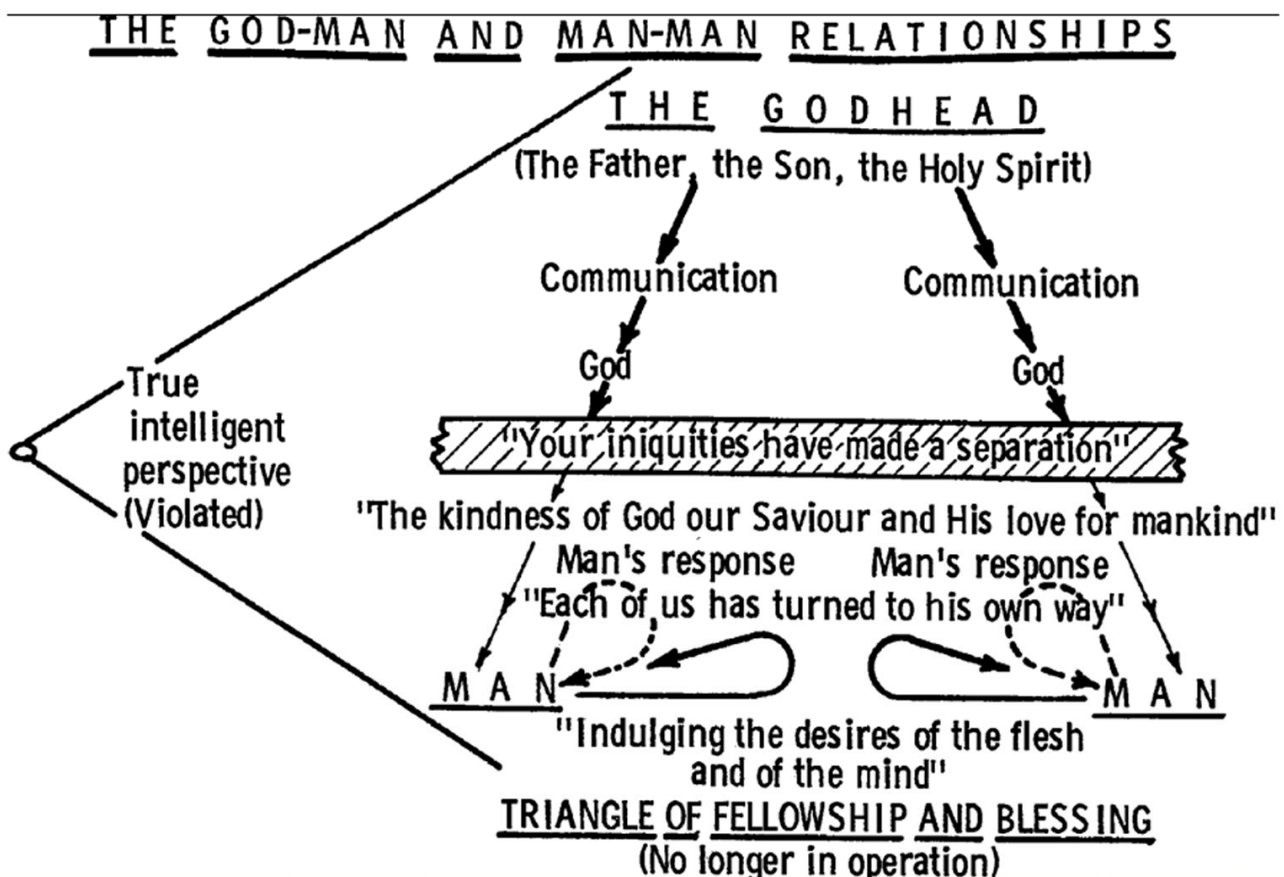 THE GOD-MAN AND MAN-MAN RELATIONSHIPS
THE GODHEAD
(The Father, the Son, the Holy Spirit)
Communication
Communication
God
God
True
intelligent
perspective
(Violated)
"Your iniquities have made a separation"
"The kindness of God our Saviour and His love for mankind"
Man's response
Man's response
"Each of us has turned to his own way"
MAN
MAN
"Indulging the desires of the flesh
and of the mind"
TRIANGLE OF FELLOWSHIP AND BLESSING
(No longer in operation)